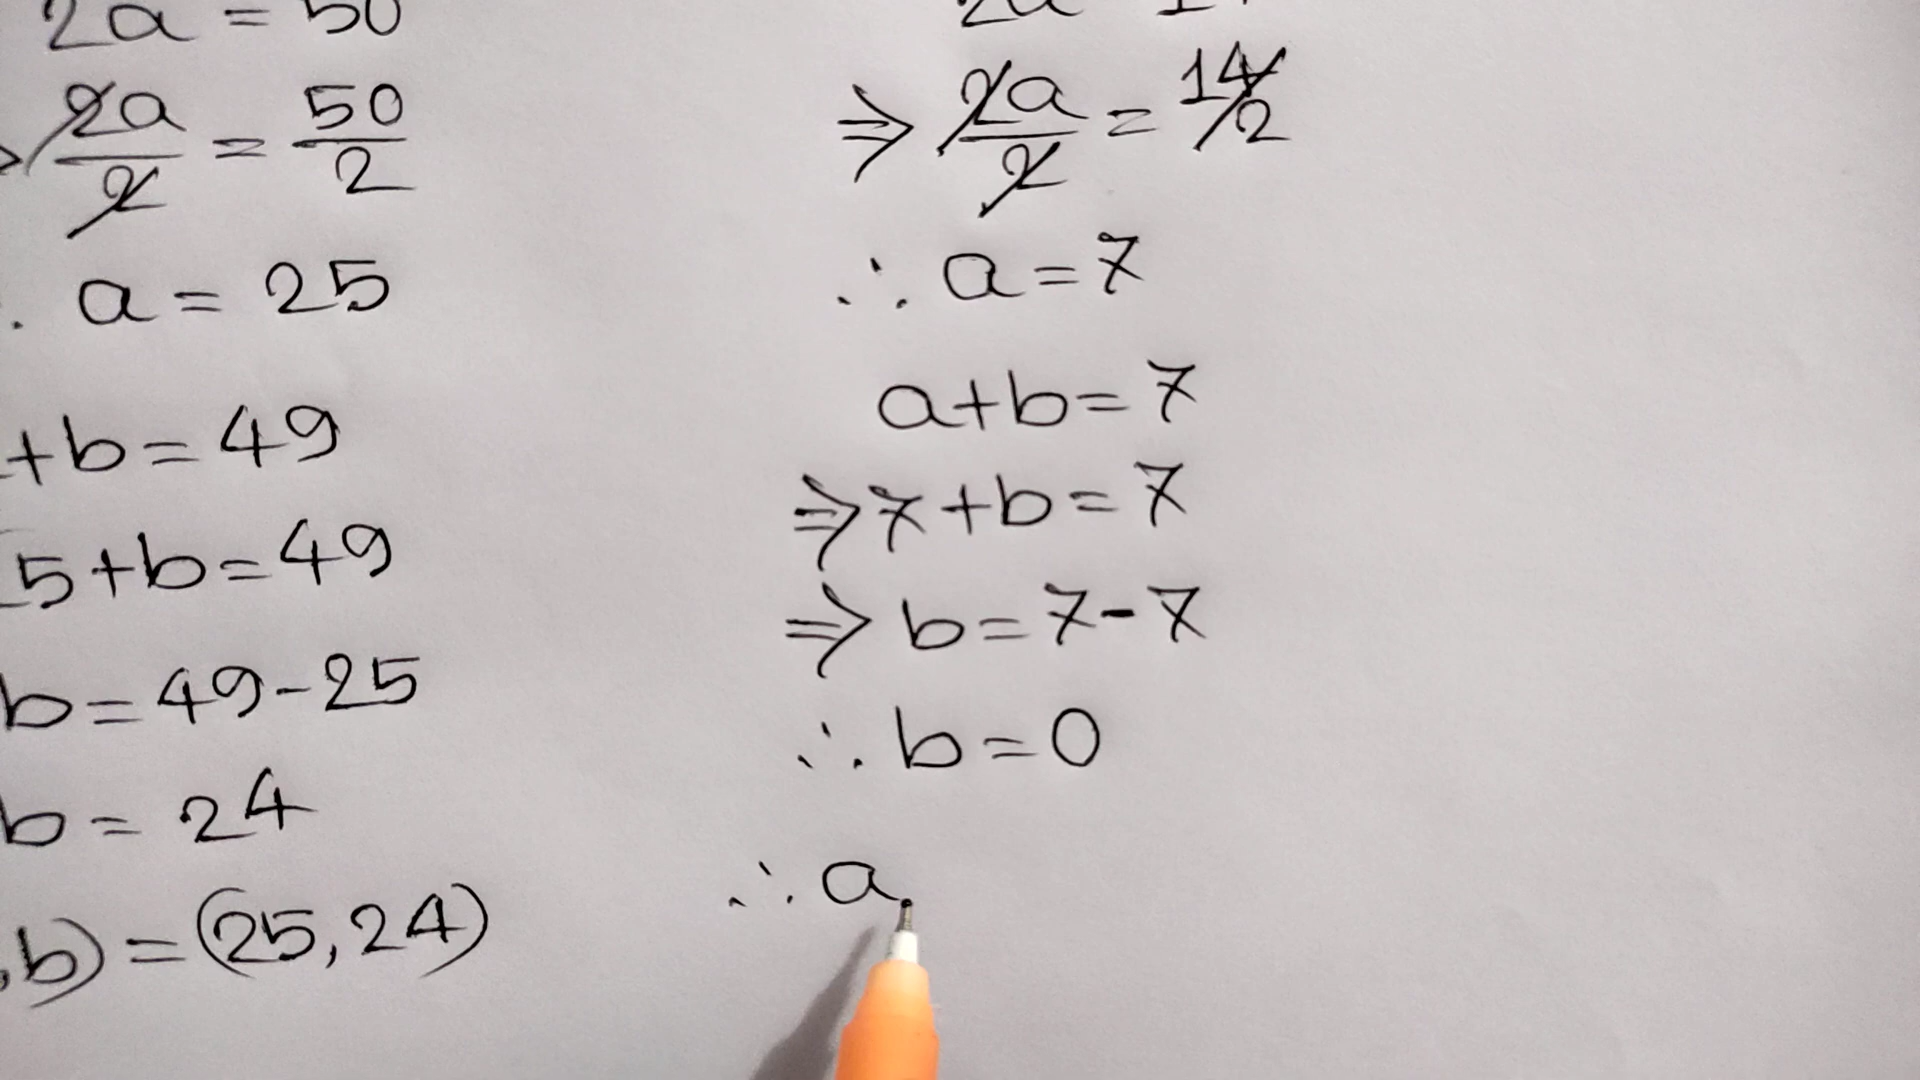 2a = 50
2a/2 = 50/2
. a = 25
+b = 49
5+b = 49
b = 49-25
b = 24
,b) = (25,24)
⇒ 2a/2 = 14/2
∴ a = 7
a+b = 7
⇒ 7+b = 7
⇒ b = 7-7
∴ b = 0
∴ a